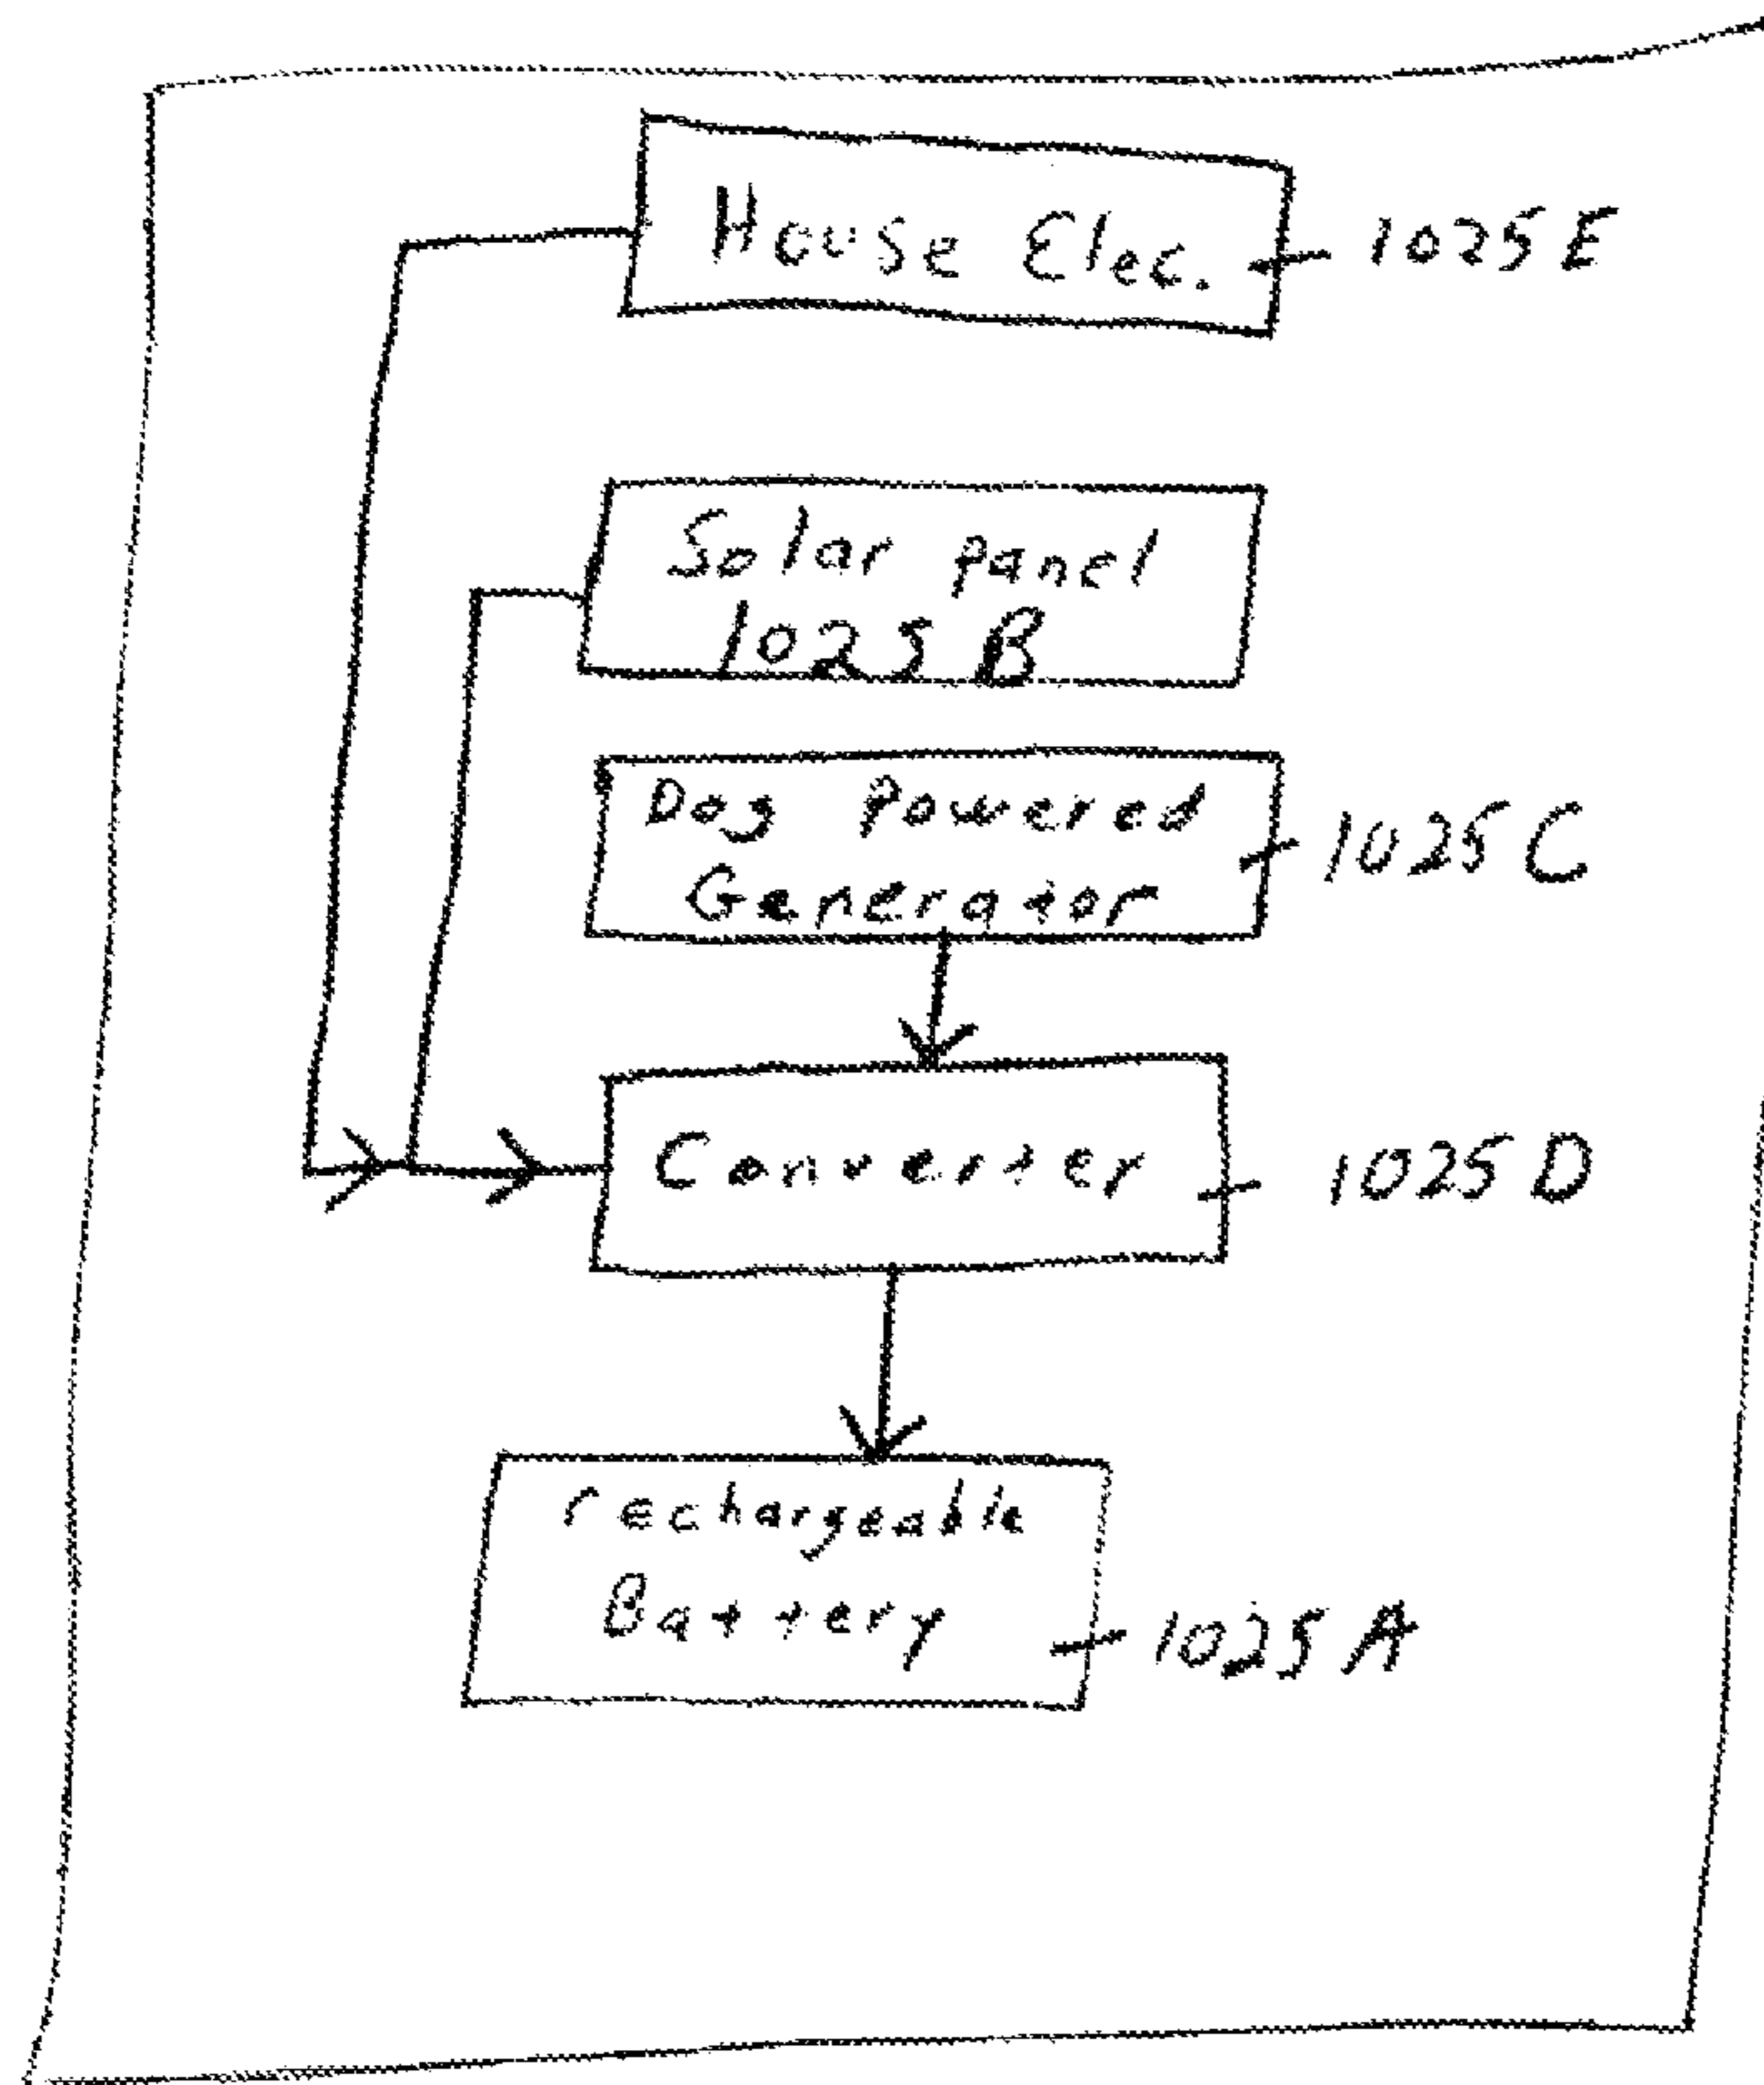 House Elec. 1025E
Solar panel
1025B
Dog Powered
Generator
1025C
Converter 1025D
rechargeable
Battery
1025A